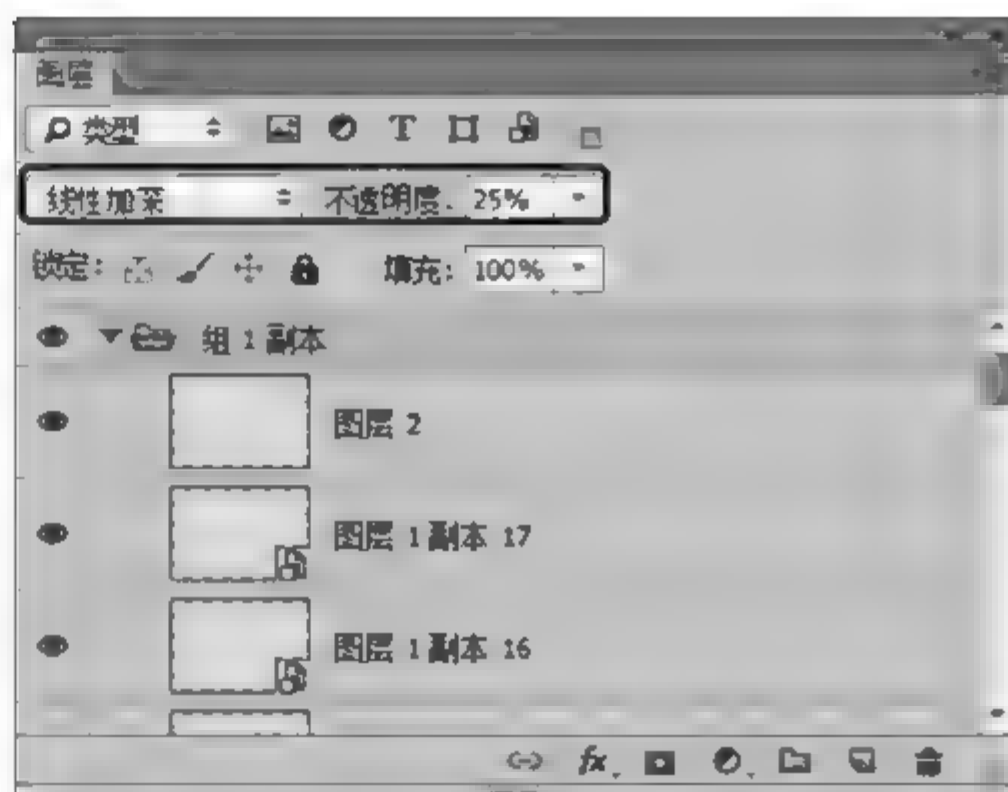 图层
类型 T
线性加深 不透明度: 25%
锁定: 填充: 100%
组 1 副本
图层 2
图层 1 副本 17
图层 1 副本 16
fx